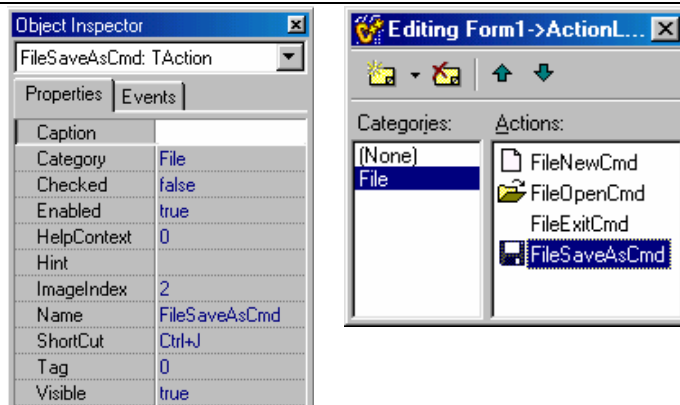 Object Inspector
FileSaveAsCmd: TAction
Properties Events
Caption
Category File
Checked false
Enabled true
HelpContext 0
Hint
ImageIndex 2
Name FileSaveAsCmd
ShortCut Ctrl+J
Tag 0
Visible true
Editing Form1->ActionL...
Categories: Actions:
(None)
File
FileNewCmd
FileOpenCmd
FileExitCmd
FileSaveAsCmd